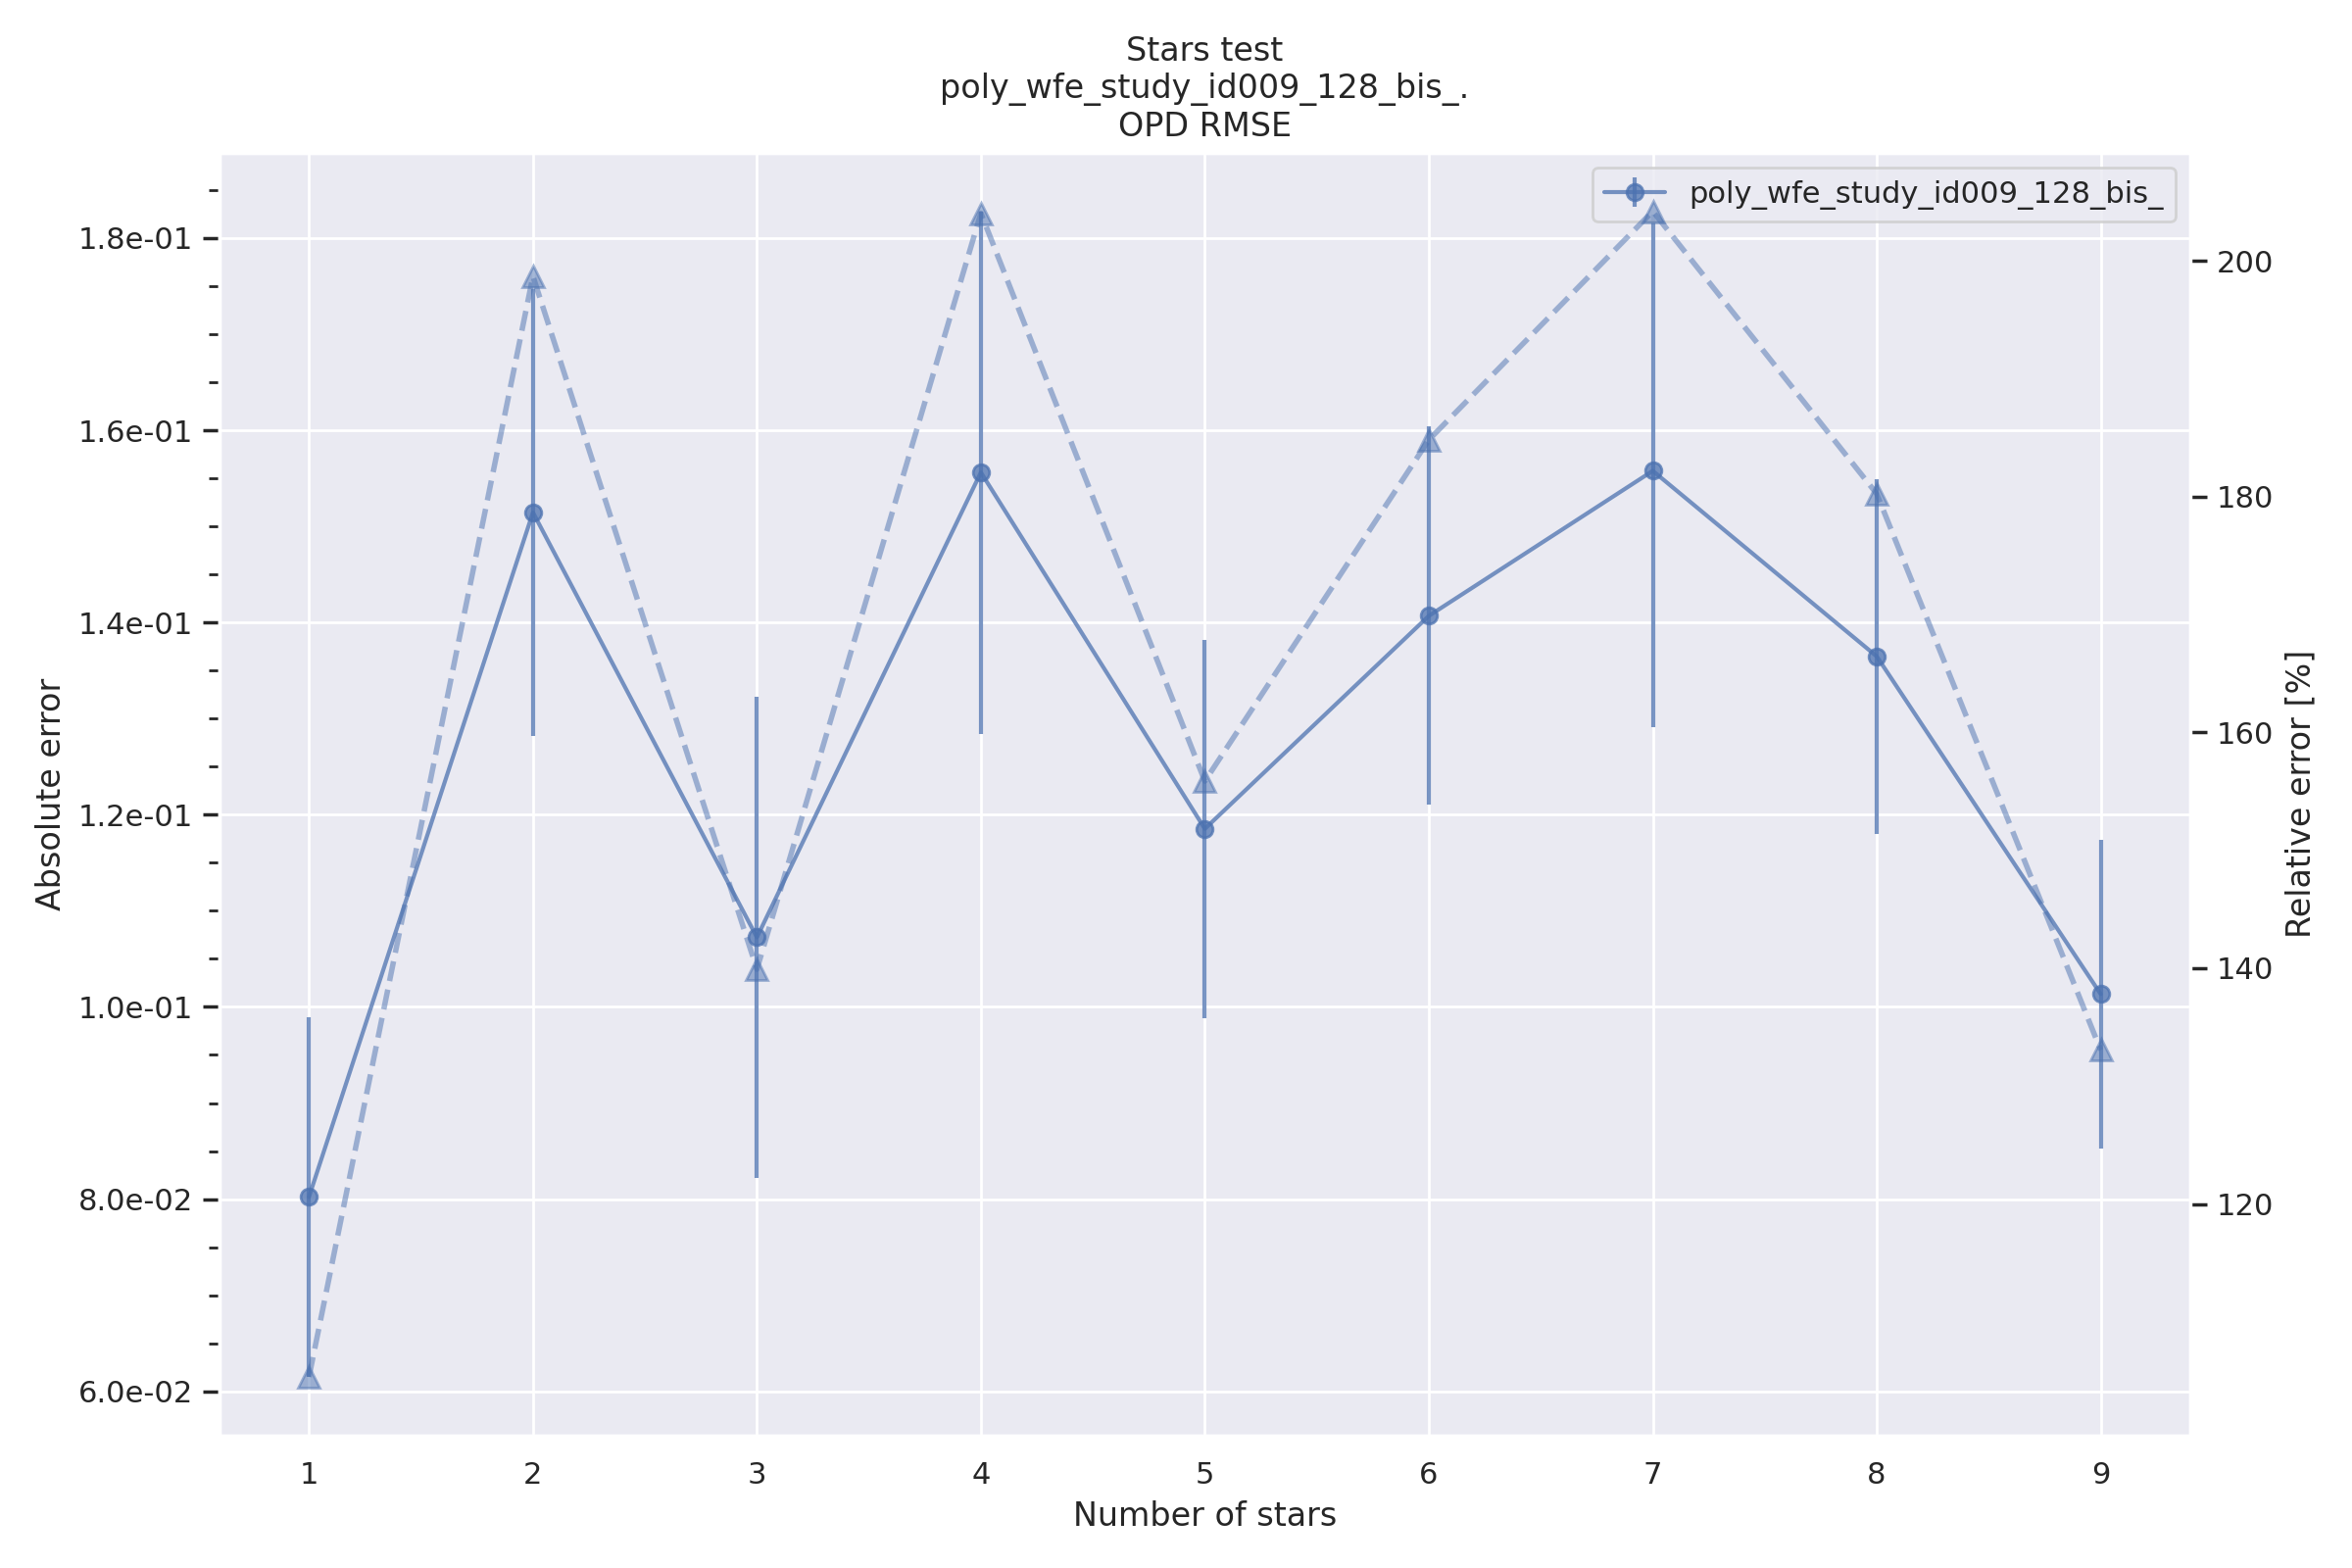 Stars test
poly_wfe_study_id009_128_bis_.
OPD RMSE
poly_wfe_study_id009_128_bis_
1.8e-01
1.6e-01
1.4e-01
1.2e-01
1.0e-01
8.0e-02
6.0e-02
Absolute error
200
180
160
140
120
Relative error [%]
1 2 3 4 5 6 7 8 9
Number of stars